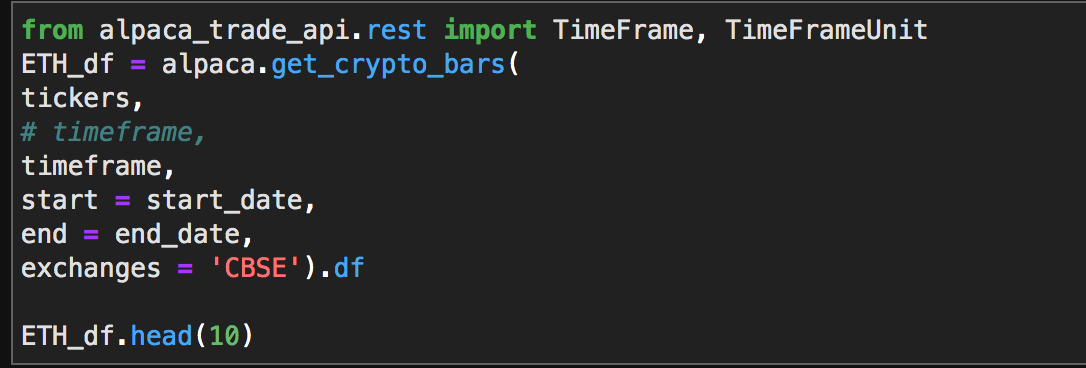 from alpaca_trade_api.rest import TimeFrame, TimeFrameUnit
ETH_df = alpaca.get_crypto_bars(
tickers,
# timeframe,
timeframe,
start = start_date,
end = end_date,
exchanges = 'CBSE').df
ETH_df.head(10)